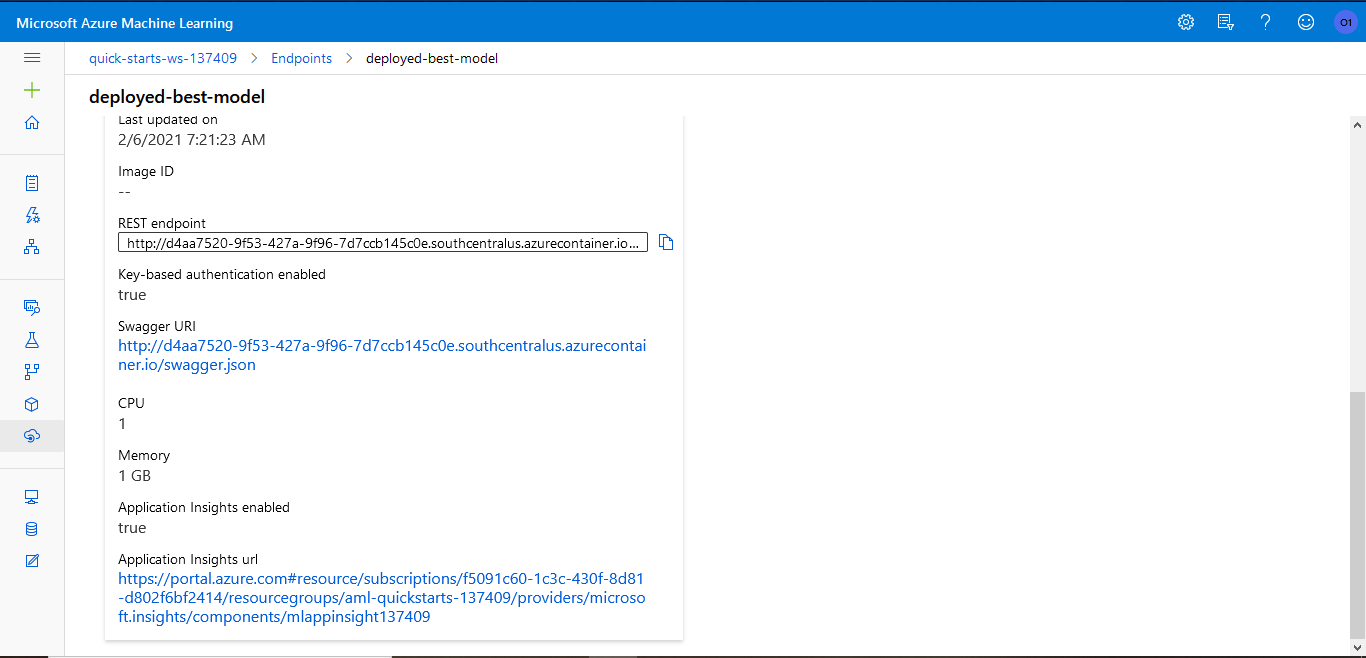 Microsoft Azure Machine Learning
O1
quick-starts-ws-137409 > Endpoints > deployed-best-model
deployed-best-model
Last updated on
2/6/2021 7:21:23 AM
Image ID
--
REST endpoint
http://d4aa7520-9f53-427a-9f96-7d7ccb145c0e.southcentralus.azurecontainer.io...
Key-based authentication enabled
true
Swagger URI
http://d4aa7520-9f53-427a-9f96-7d7ccb145c0e.southcentralus.azurecontai
ner.io/swagger.json
CPU
1
Memory
1 GB
Application Insights enabled
true
Application Insights url
https://portal.azure.com#resource/subscriptions/f5091c60-1c3c-430f-8d81
-d802f6bf2414/resourcegroups/aml-quickstarts-137409/providers/microso
ft.insights/components/mlappinsight137409